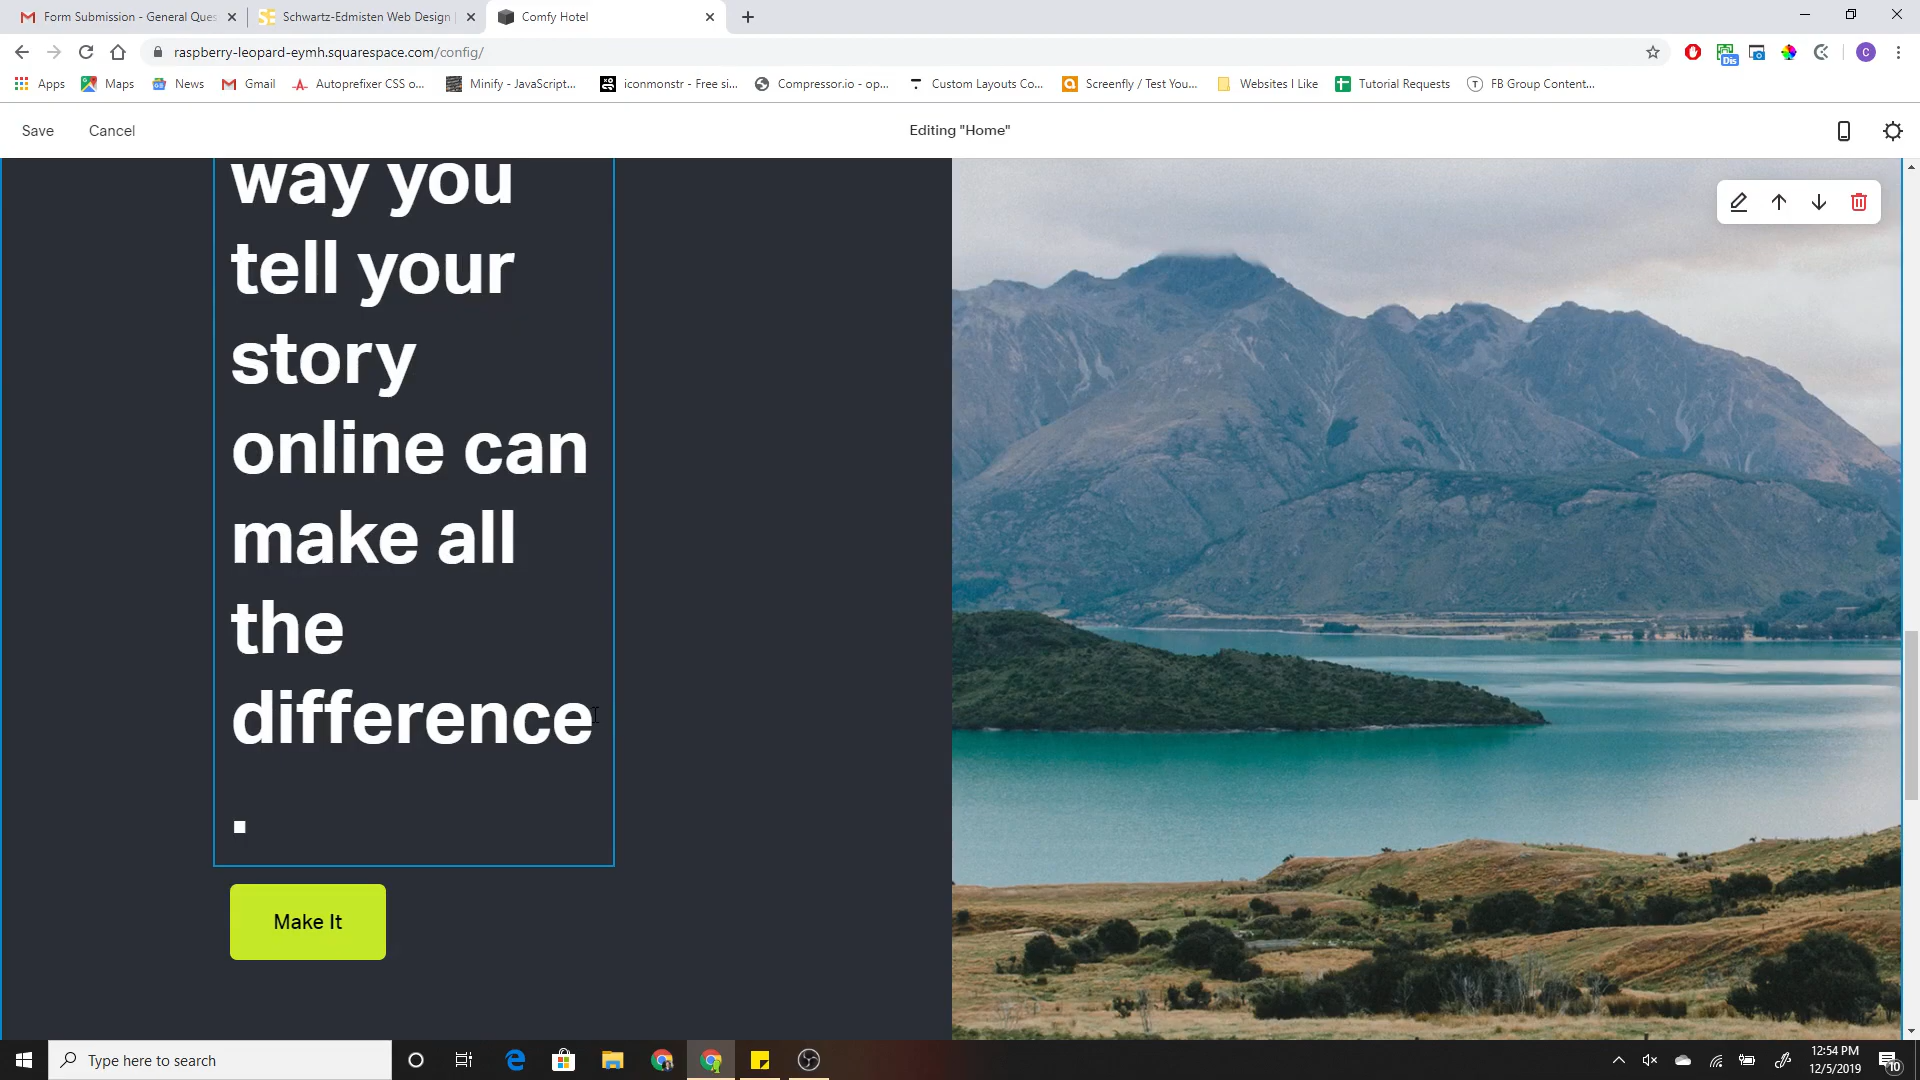 Form Submission - General Ques
Schwartz-Edmisten Web Design |
Comfy Hotel
raspberry-leopard-eymh.squarespace.com/config/
Dis
C
Apps
Maps
News
Gmail
Autoprefixer CSS o...
Minify - JavaScript...
iconmonstr - Free si...
Compressor.io - op...
Custom Layouts Co...
Screenfly / Test You...
Websites I Like
Tutorial Requests
FB Group Content...
Save
Cancel
Editing "Home"
way you
tell your
story
online can
make all
the
difference
.
Make It
Type here to search
12:54 PM
12/5/2019
10